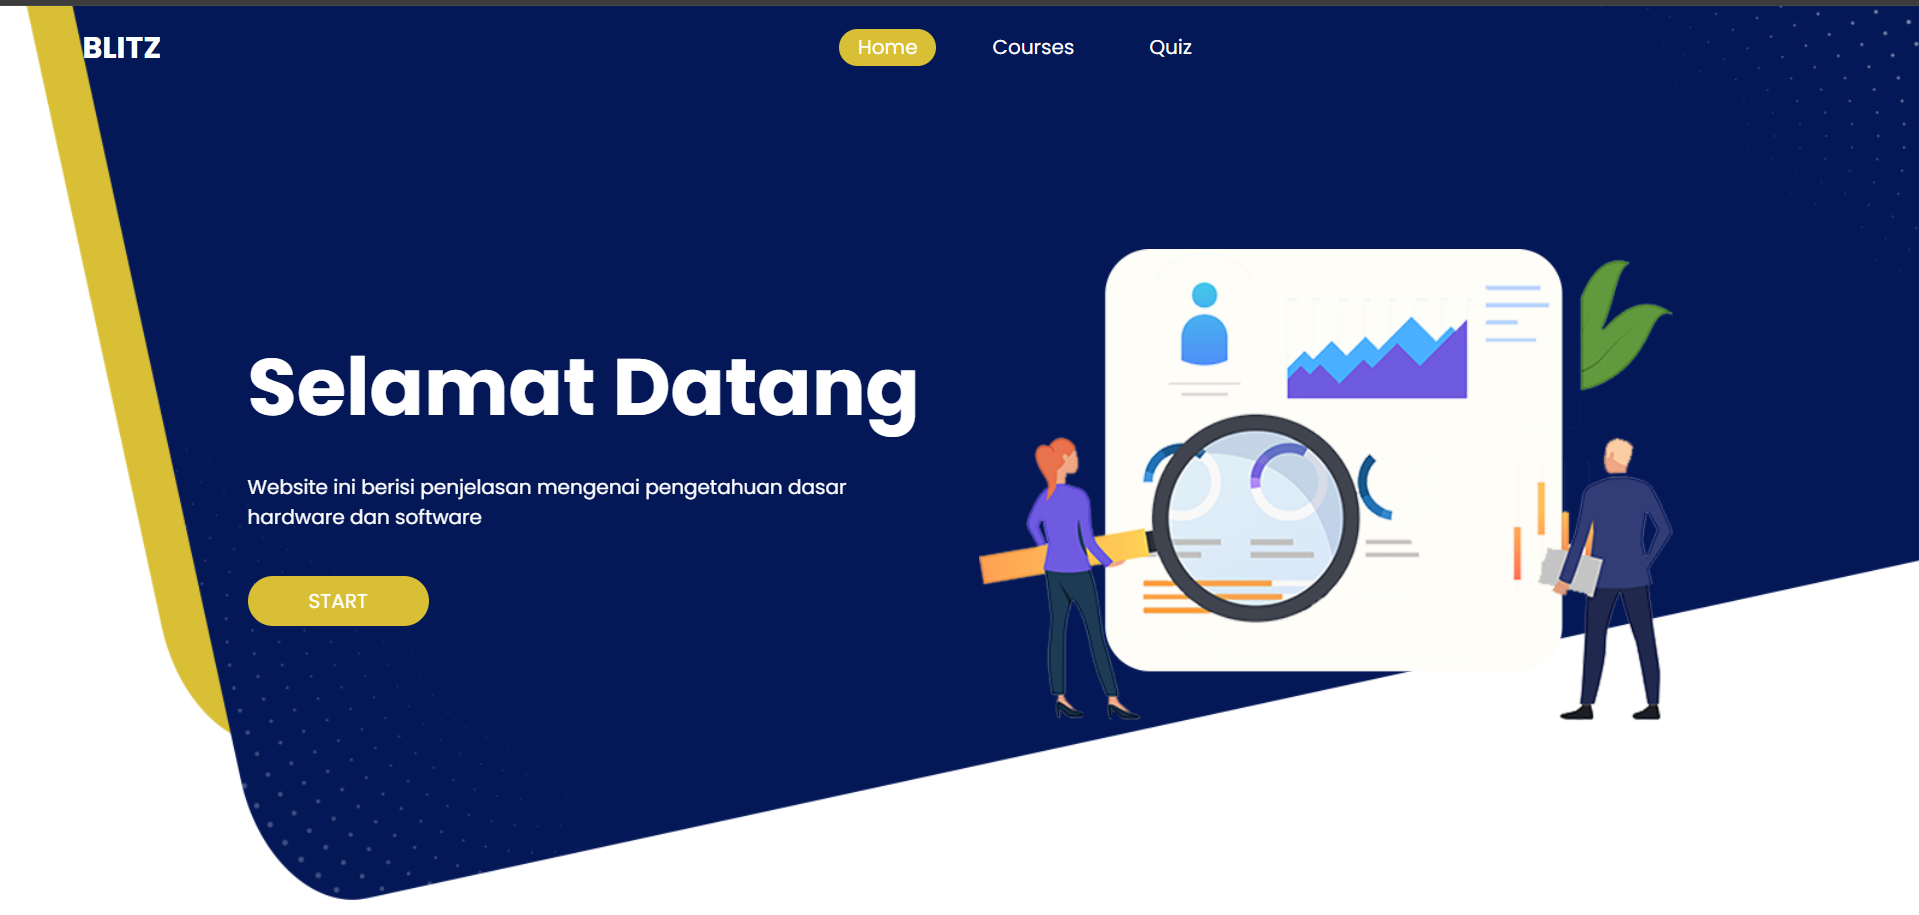 BLITZ
Home Courses Quiz
Selamat Datang
Website ini berisi penjelasan mengenai pengetahuan dasar
hardware dan software
START